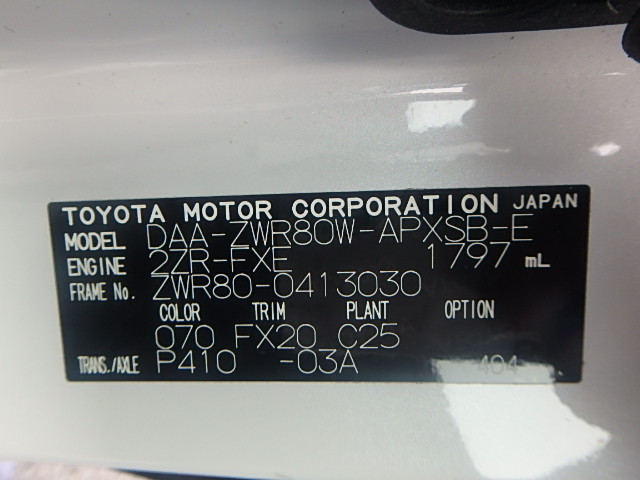 TOYOTA MOTOR CORPORATION JAPAN
MODEL DAA-ZWR80W-APXSB-E
ENGINE 2ZR-FXE 1797 mL
FRAME No. ZWR80-0413030
COLOR TRIM PLANT OPTION
070 FX20 C25
TRANS./AXLE P410 -03A 404